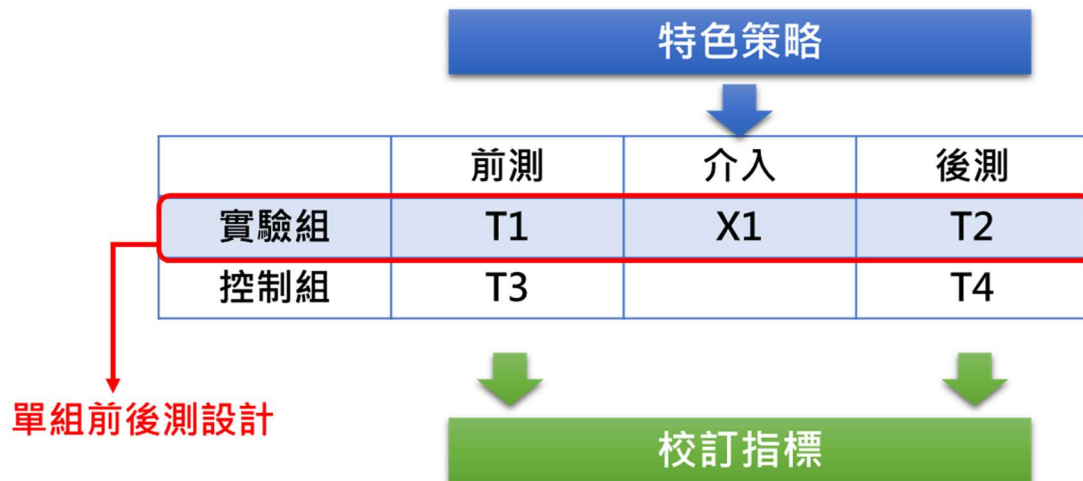 特色策略
前測 介入 後測
實驗組 T1 X1 T2
控制組 T3 T4
單組前後測設計
校訂指標